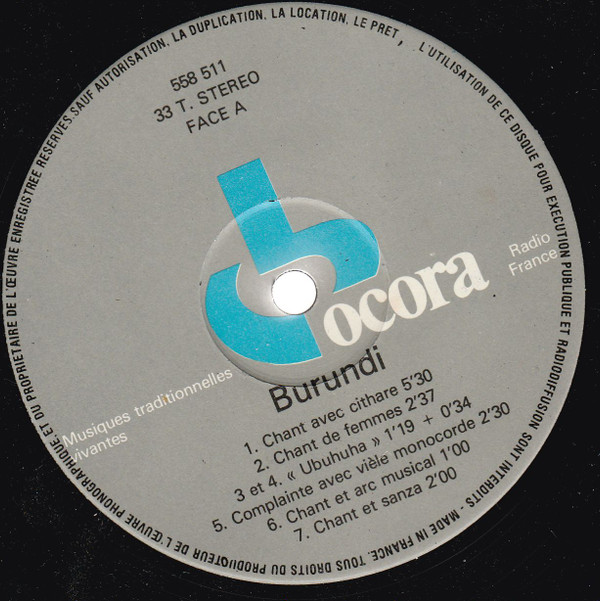 558 511
33 T. STEREO
FACE A
ocora
Radio
France
Musiques traditionnelles
vivantes
Burundi
1. Chant avec cithare 5'30
2. Chant de femmes 2'37
3 et 4. « Ubuhuha » 1'19 + 0'34
5. Complainte avec vièle monocorde 2'30
6. Chant et arc musical 1'00
7. Chant et sanza 2'00
TOUS DROITS DU PRODUCTEUR DE L'ŒUVRE PHONOGRAPHIQUE ET DU PROPRIETAIRE DE L'ŒUVRE ENREGISTREE RESERVES. SAUF AUTORISATION. LA DUPLICATION, LA LOCATION, LE PRET, L'UTILISATION DE CE DISQUE POUR EXECUTION PUBLIQUE ET RADIODIFFUSION SONT INTERDITS - MADE IN FRANCE.